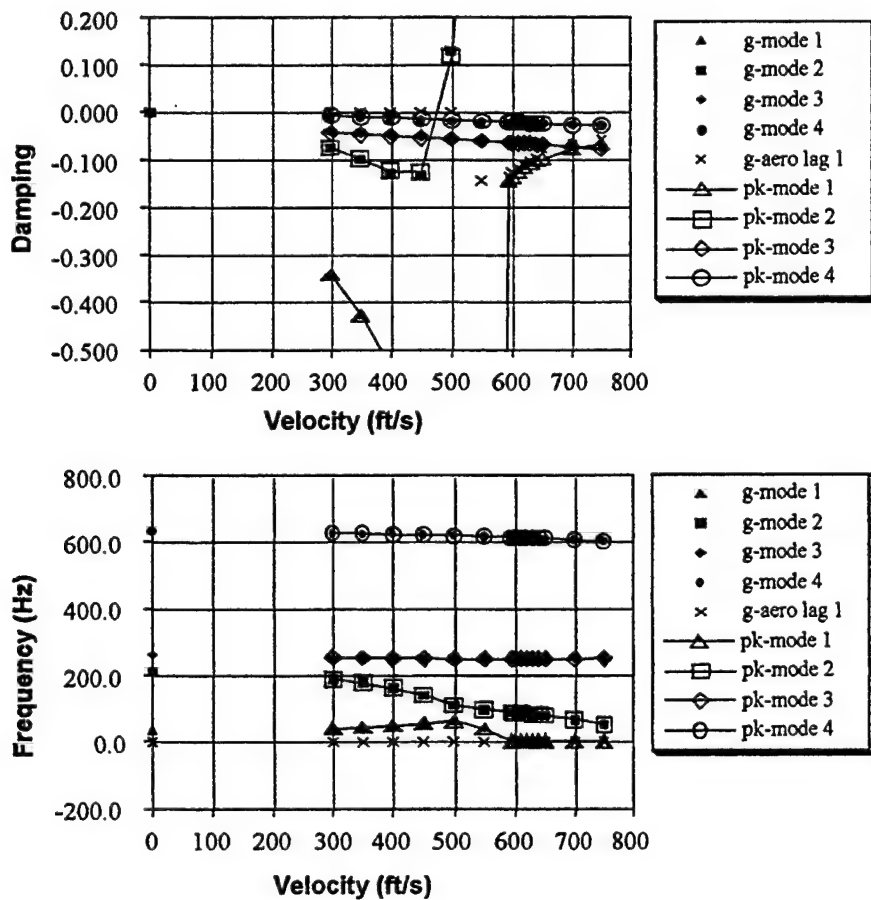 0.200
0.100
0.000
-0.100
-0.200
-0.300
-0.400
-0.500
Damping
0 100 200 300 400 500 600 700 800
Velocity (ft/s)
g-mode 1
g-mode 2
g-mode 3
g-mode 4
g-aero lag 1
pk-mode 1
pk-mode 2
pk-mode 3
pk-mode 4
800.0
600.0
400.0
200.0
0.0
-200.0
Frequency (Hz)
0 100 200 300 400 500 600 700 800
Velocity (ft/s)
g-mode 1
g-mode 2
g-mode 3
g-mode 4
g-aero lag 1
pk-mode 1
pk-mode 2
pk-mode 3
pk-mode 4